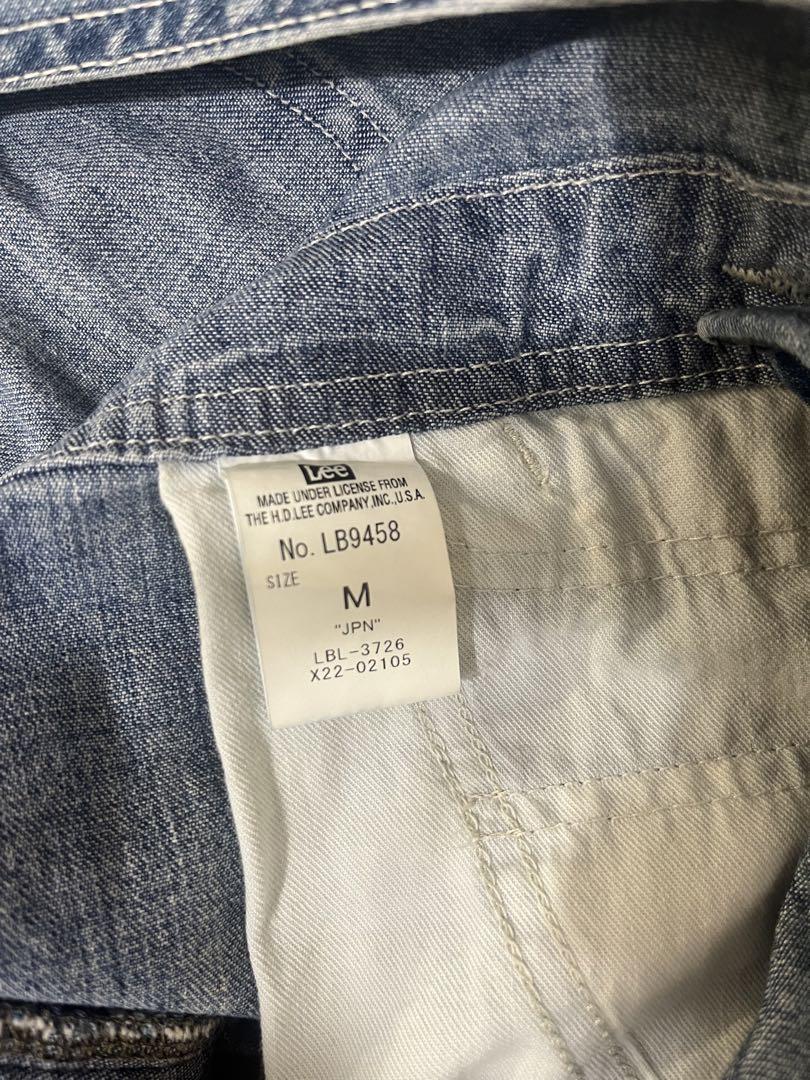 Lee
MADE UNDER LICENSE FROM
THE H.D.LEE COMPANY,INC.,U.S.A.
No. LB9458
SIZE
M
"JPN"
LBL-3726
X22-02105